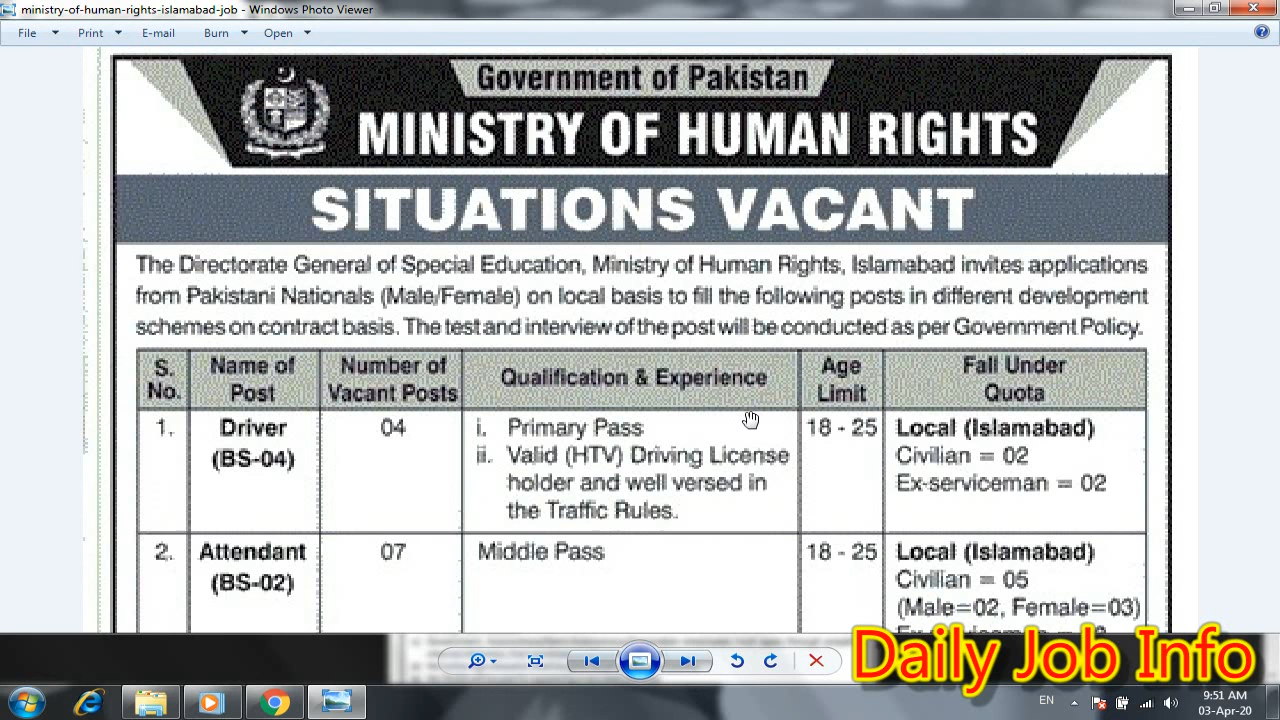 ministry-of-human-rights-islamabad-job - Windows Photo Viewer
File Print E-mail Burn Open
Government of Pakistan
MINISTRY OF HUMAN RIGHTS
SITUATIONS VACANT
The Directorate General of Special Education, Ministry of Human Rights, Islamabad invites applications
from Pakistani Nationals (Male/Female) on local basis to fill the following posts in different development
schemes on contract basis. The test and interview of the post will be conducted as per Government Policy.
S. No. Name of Post Number of Vacant Posts Qualification & Experience Age Limit Fall Under Quota
1. Driver 04 i. Primary Pass 18 - 25 Local (Islamabad)
(BS-04) ii. Valid (HTV) Driving License Civilian = 02
holder and well versed in Ex-serviceman = 02
the Traffic Rules.
2. Attendant 07 Middle Pass 18 - 25 Local (Islamabad)
(BS-02) Civilian = 05
(Male=02, Female=03)
Daily Job Info
EN
9:51 AM
03-Apr-20